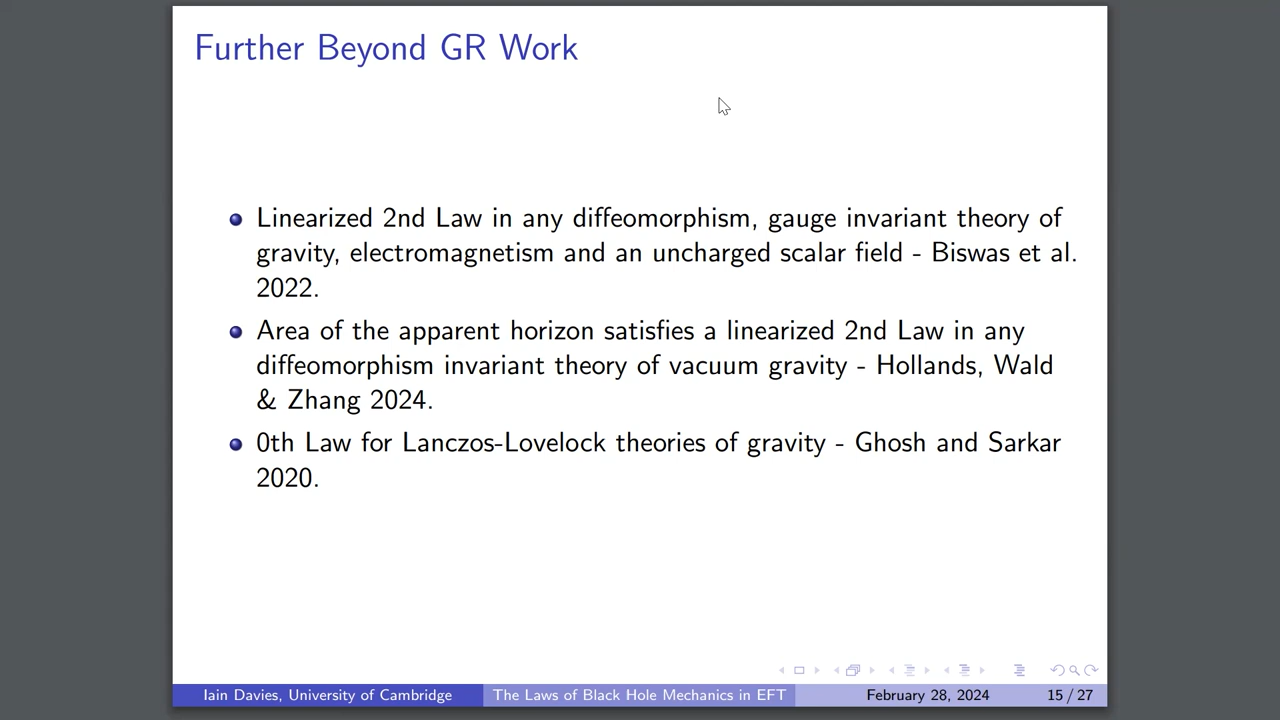 Further Beyond GR Work
Linearized 2nd Law in any diffeomorphism, gauge invariant theory of
gravity, electromagnetism and an uncharged scalar field - Biswas et al.
2022.
Area of the apparent horizon satisfies a linearized 2nd Law in any
diffeomorphism invariant theory of vacuum gravity - Hollands, Wald
& Zhang 2024.
0th Law for Lanczos-Lovelock theories of gravity - Ghosh and Sarkar
2020.
Iain Davies, University of Cambridge The Laws of Black Hole Mechanics in EFT February 28, 2024 15 / 27